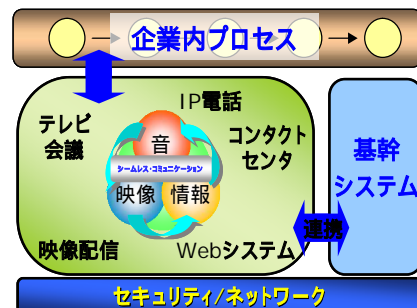 企業内プロセス
IP電話
テレビ
会議
コンタクト
センタ
音
シームレス・コミュニケーション
映像
情報
映像配信
Webシステム
基幹
システム
連携
セキュリティ/ネットワーク